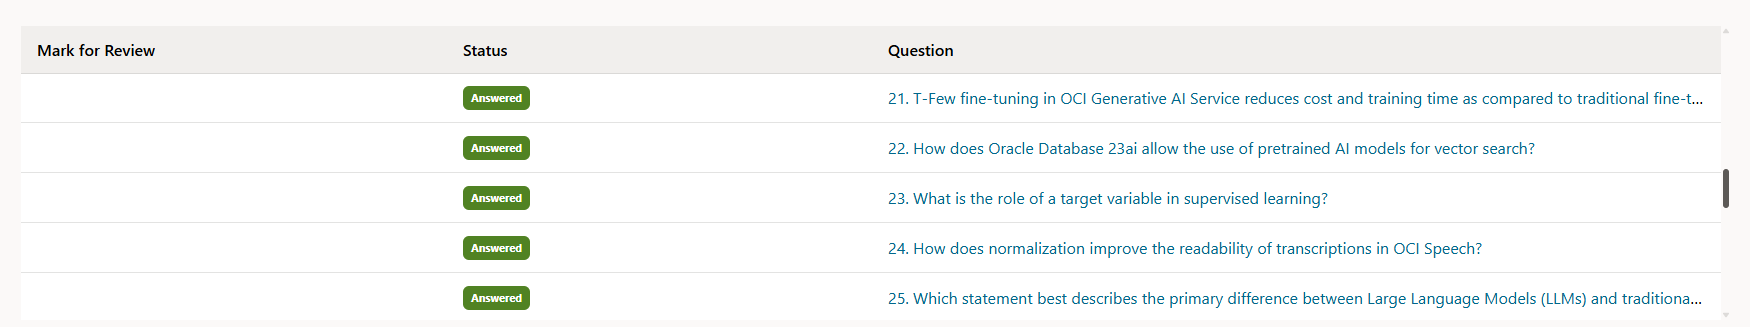 Mark for Review Status Question
Answered 21. T-Few fine-tuning in OCI Generative AI Service reduces cost and training time as compared to traditional fine-t...
Answered 22. How does Oracle Database 23ai allow the use of pretrained AI models for vector search?
Answered 23. What is the role of a target variable in supervised learning?
Answered 24. How does normalization improve the readability of transcriptions in OCI Speech?
Answered 25. Which statement best describes the primary difference between Large Language Models (LLMs) and traditiona...